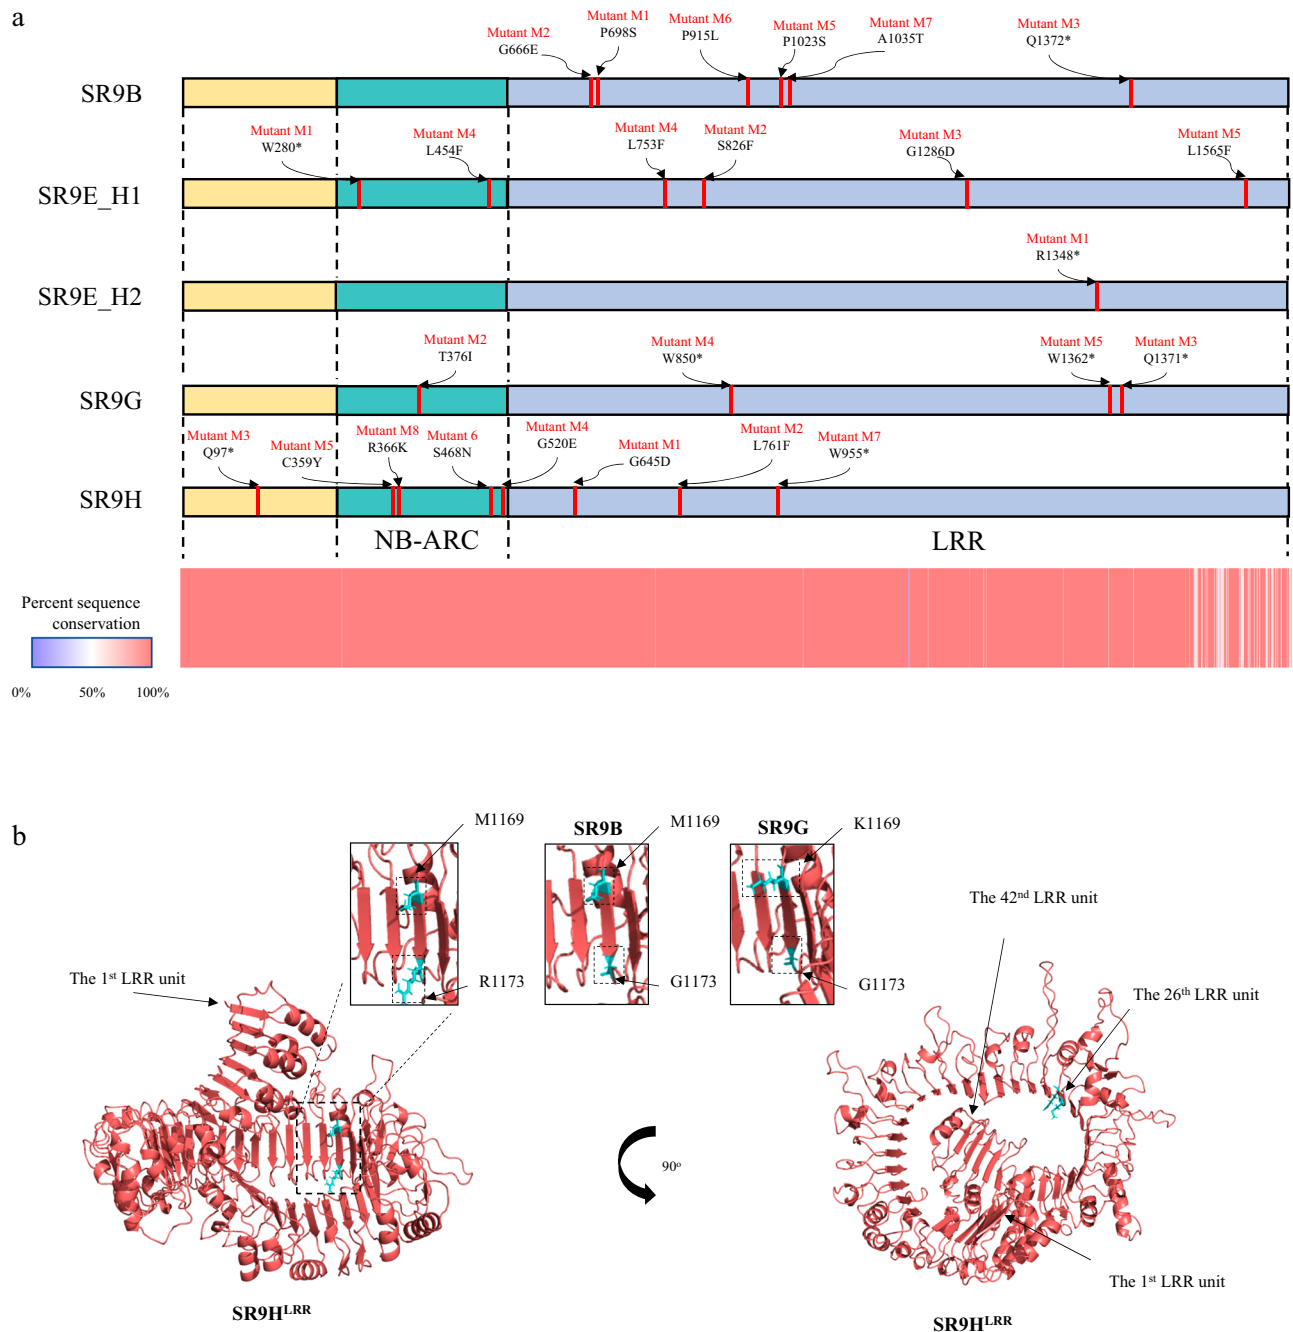 a
Mutant M2
G666E
Mutant M1
P698S
Mutant M6
P915L
Mutant M5
P1023S
Mutant M7
A1035T
Mutant M3
Q1372*
SR9B
Mutant M1
W280*
Mutant M4
L454F
Mutant M4
L753F
Mutant M2
S826F
Mutant M3
G1286D
Mutant M5
L1565F
SR9E_H1
Mutant M1
R1348*
SR9E_H2
Mutant M2
T376I
Mutant M4
W850*
Mutant M5
W1362*
Mutant M3
Q1371*
SR9G
Mutant M3
Q97*
Mutant M5
C359Y
Mutant M8
R366K
Mutant 6
S468N
Mutant M4
G520E
Mutant M1
G645D
Mutant M2
L761F
Mutant M7
W955*
SR9H
NB-ARC
LRR
Percent sequence
conservation
0% 50% 100%
b
M1169
SR9B
M1169
SR9G
K1169
The 42nd LRR unit
The 1st LRR unit
R1173
G1173
G1173
The 26th LRR unit
90o
The 1st LRR unit
SR9HLRR
SR9HLRR